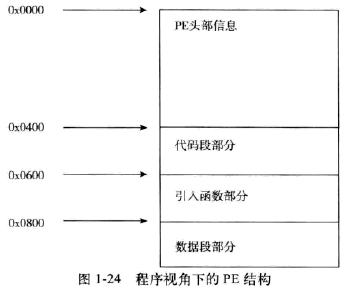 0x0000
PE头部信息
0x0400
代码段部分
0x0600
引入函数部分
0x0800
数据段部分
图 1-24 程序视角下的 PE 结构